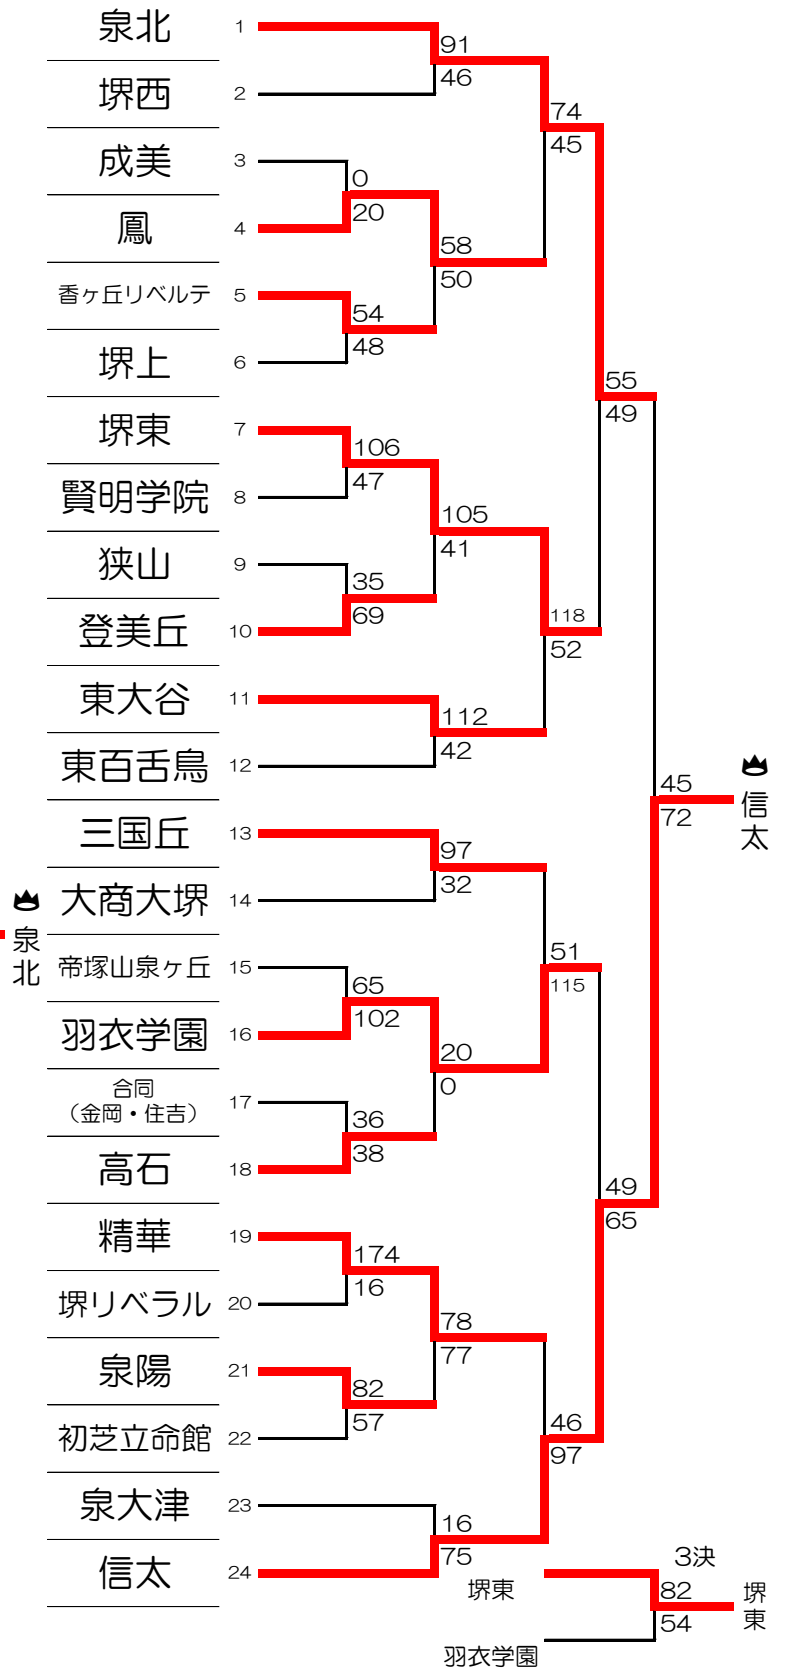 泉北 1
堺西 2
成美 3
鳳 4
香ヶ丘リベルテ 5
堺上 6
堺東 7
賢明学院 8
狭山 9
登美丘 10
東大谷 11
東百舌鳥 12
三国丘 13
大商大堺 14
帝塚山泉ヶ丘 15
羽衣学園 16
合同
（金岡・住吉） 17
高石 18
精華 19
堺リベラル 20
泉陽 21
初芝立命館 22
泉大津 23
信太 24
泉北
0
20
54
48
106
47
35
69
65
102
36
38
174
16
82
57
91
46
58
50
105
41
112
42
97
32
20
0
78
77
16
75
74
45
118
52
51
115
46
97
55
49
49
65
45
72
信太
3決
堺東
82
54
堺東
羽衣学園